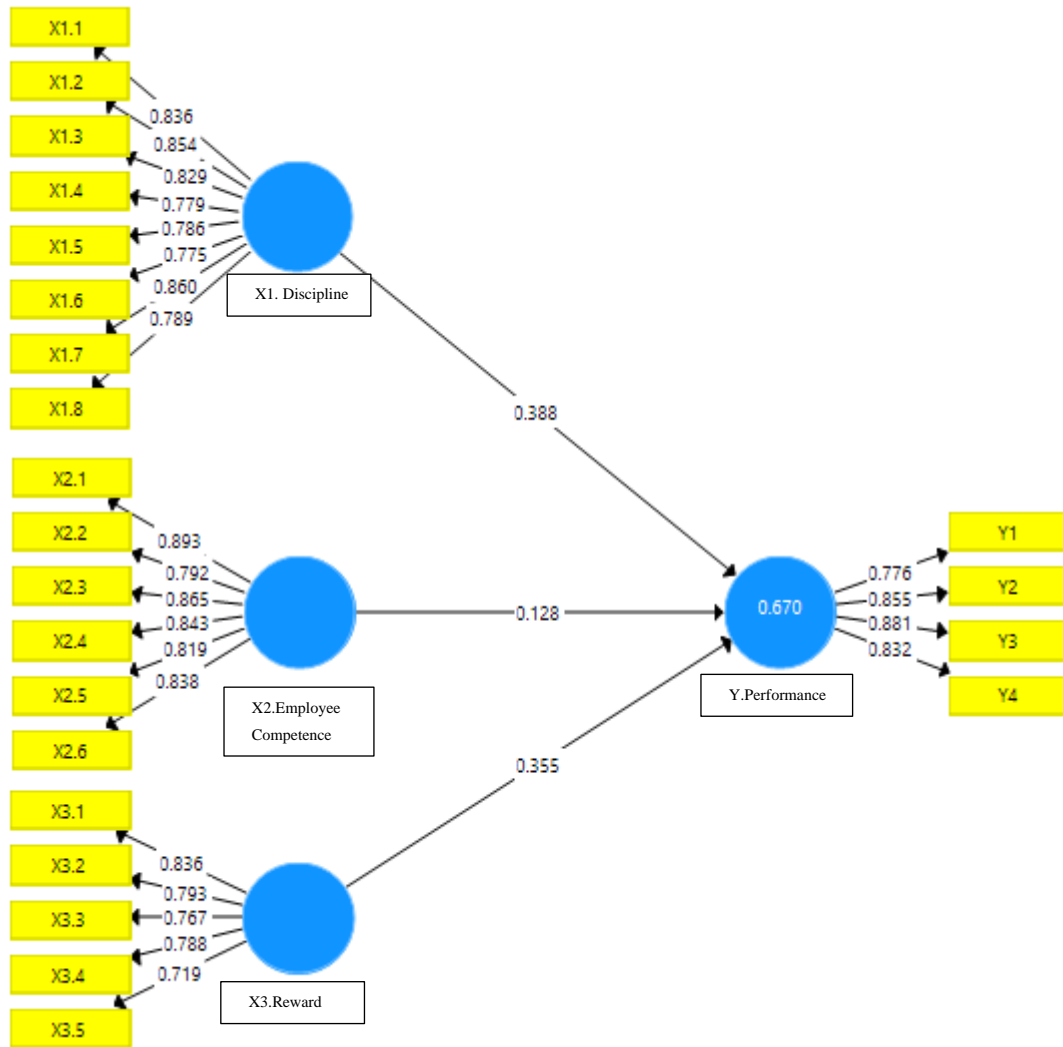 X1.1
X1.2
X1.3
X1.4
X1.5
X1.6
X1.7
X1.8
0.836
0.854
0.829
0.779
0.786
0.775
0.860
0.789
X1. Discipline
0.388
X2.1
X2.2
X2.3
X2.4
X2.5
X2.6
0.893
0.792
0.865
0.843
0.819
0.838
X2.Employee
Competence
0.128
X3.1
X3.2
X3.3
X3.4
X3.5
0.836
0.793
0.767
0.788
0.719
X3.Reward
0.355
0.670
Y.Performance
0.776
0.855
0.881
0.832
Y1
Y2
Y3
Y4